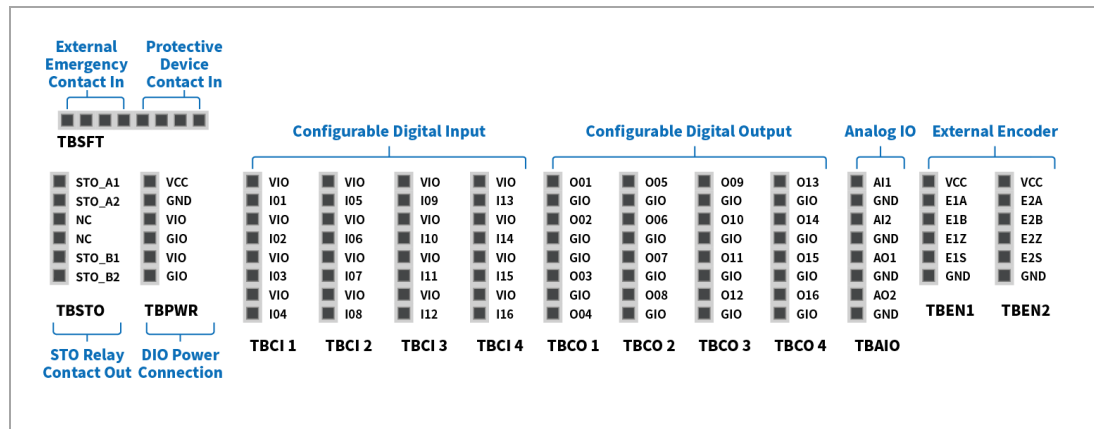 External
Emergency
Contact In
Protective
Device
Contact In
TBSFT
STO_A1
STO_A2
NC
NC
STO_B1
STO_B2
TBSTO
STO Relay
Contact Out
VCC
GND
VIO
GIO
VIO
GIO
TBPWR
DIO Power
Connection
Configurable Digital Input
VIO
I01
VIO
I02
VIO
I03
VIO
I04
TBCI 1
VIO
I05
VIO
I06
VIO
I07
VIO
I08
TBCI 2
VIO
I09
VIO
I10
VIO
I11
VIO
I12
TBCI 3
VIO
I13
VIO
I14
VIO
I15
VIO
I16
TBCI 4
Configurable Digital Output
O01
GIO
O02
GIO
O03
GIO
O04
TBCO 1
O05
GIO
O06
GIO
O07
GIO
O08
GIO
TBCO 2
O09
GIO
O10
GIO
O11
GIO
O12
GIO
TBCO 3
O13
GIO
O14
GIO
O15
GIO
O16
GIO
TBCO 4
Analog IO
AI1
GND
AI2
GND
AO1
GND
AO2
GND
TBAIO
External Encoder
VCC
E1A
E1B
E1Z
E1S
GND
TBEN1
VCC
E2A
E2B
E2Z
E2S
GND
TBEN2